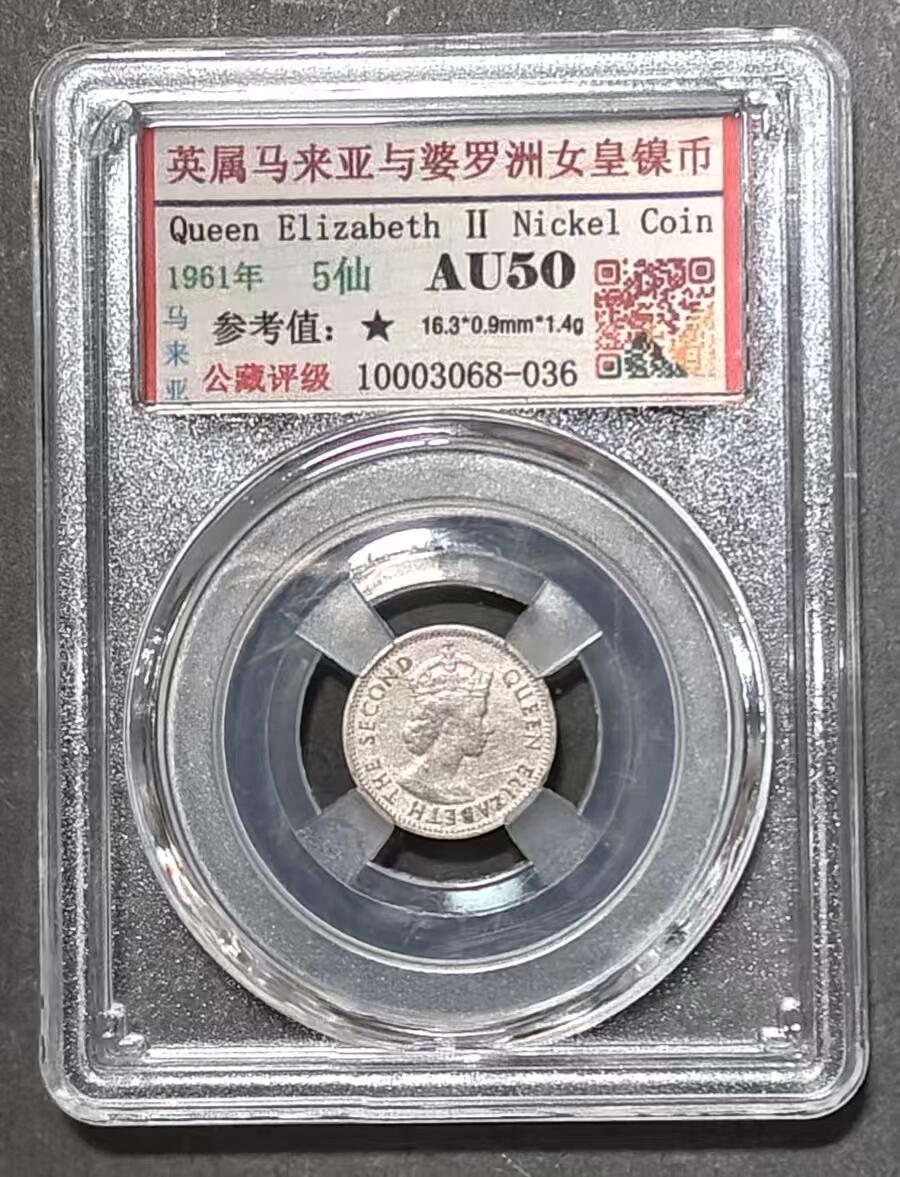 英属马来亚与婆罗洲女皇镍币
Queen Elizabeth II Nickel Coin
1961年 5仙 AU50
马来亚
参考值：★ 16.3*0.9mm*1.4g
公藏评级 10003068-036
QUEEN ELIZABETH THE SECOND